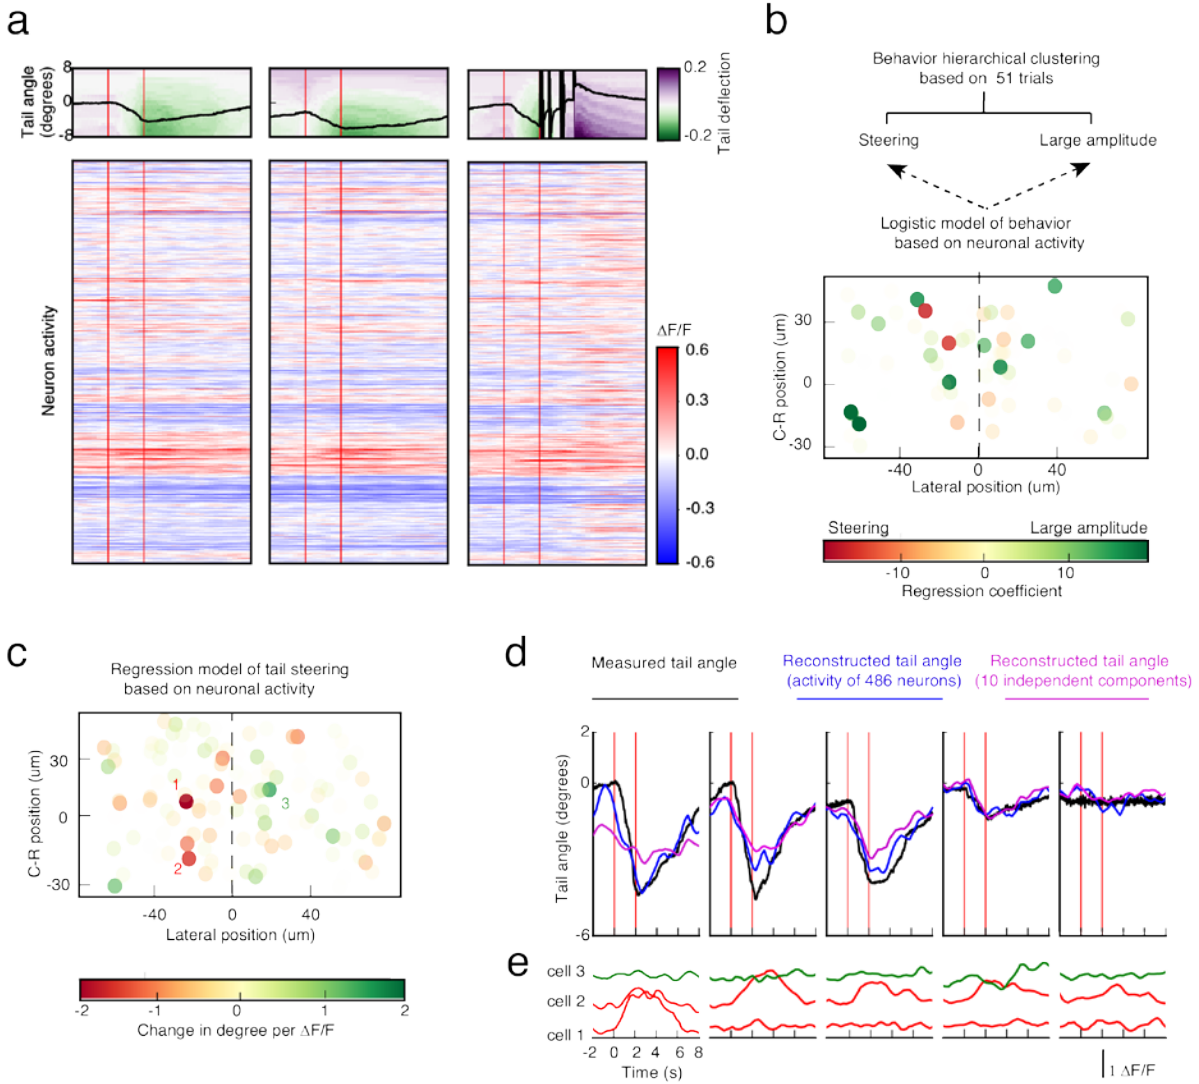 a
Tail angle
(degrees)
8
0
-8
0.2
-0.2
Tail deflection
Neuron activity
ΔF/F
0.6
0.3
0.0
-0.3
-0.6
b
Behavior hierarchical clustering
based on 51 trials
Steering
Large amplitude
Logistic model of behavior
based on neuronal activity
C-R position (um)
30
0
-30
-40
0
40
Lateral position (um)
Steering
Large amplitude
-10
0
10
Regression coefficient
c
Regression model of tail steering
based on neuronal activity
C-R position (um)
30
0
-30
1
2
3
-40
0
40
Lateral position (um)
-2
-1
0
1
2
Change in degree per ΔF/F
d
Measured tail angle
Reconstructed tail angle
(activity of 486 neurons)
Reconstructed tail angle
(10 independent components)
Tail angle (degrees)
2
0
-6
e
cell 3
cell 2
cell 1
-2 0 2 4 6 8
Time (s)
1 ΔF/F